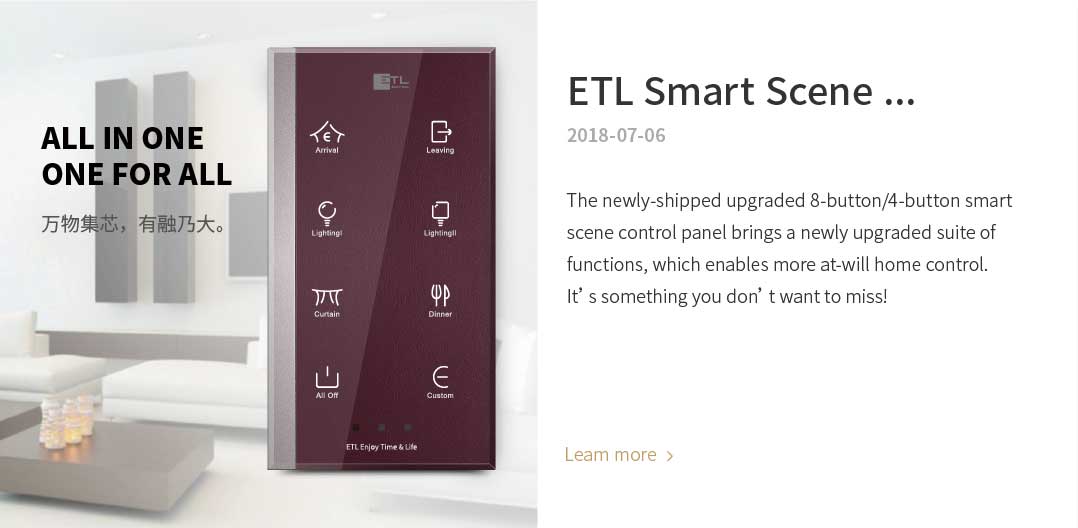 ALL IN ONE
ONE FOR ALL
万物集芯，有融乃大。
ETL
Arrival
Leaving
LightingI
LightingII
Curtain
Dinner
All Off
Custom
ETL Enjoy Time & Life
ETL Smart Scene ...
2018-07-06
The newly-shipped upgraded 8-button/4-button smart
scene control panel brings a newly upgraded suite of
functions, which enables more at-will home control.
It’s something you don’t want to miss!
Learn more